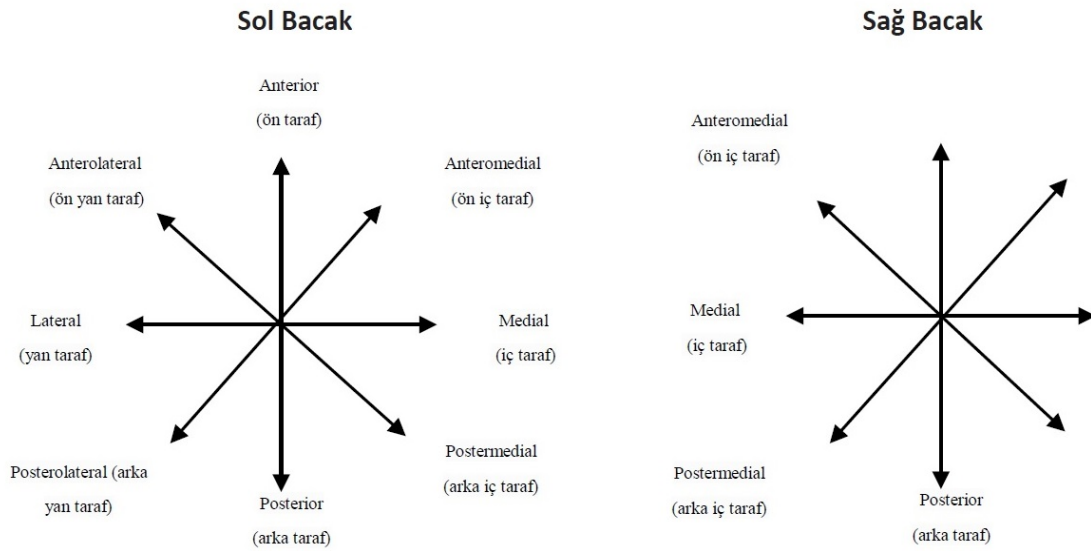 Sol Bacak
Anterior
(ön taraf)
Anterolateral
(ön yan taraf)
Anteromedial
(ön iç taraf)
Lateral
(yan taraf)
Medial
(iç taraf)
Posterolateral (arka
yan taraf)
Postermedial
(arka iç taraf)
Posterior
(arka taraf)
Sağ Bacak
Anteromedial
(ön iç taraf)
Medial
(iç taraf)
Postermedial
(arka iç taraf)
Posterior
(arka taraf)